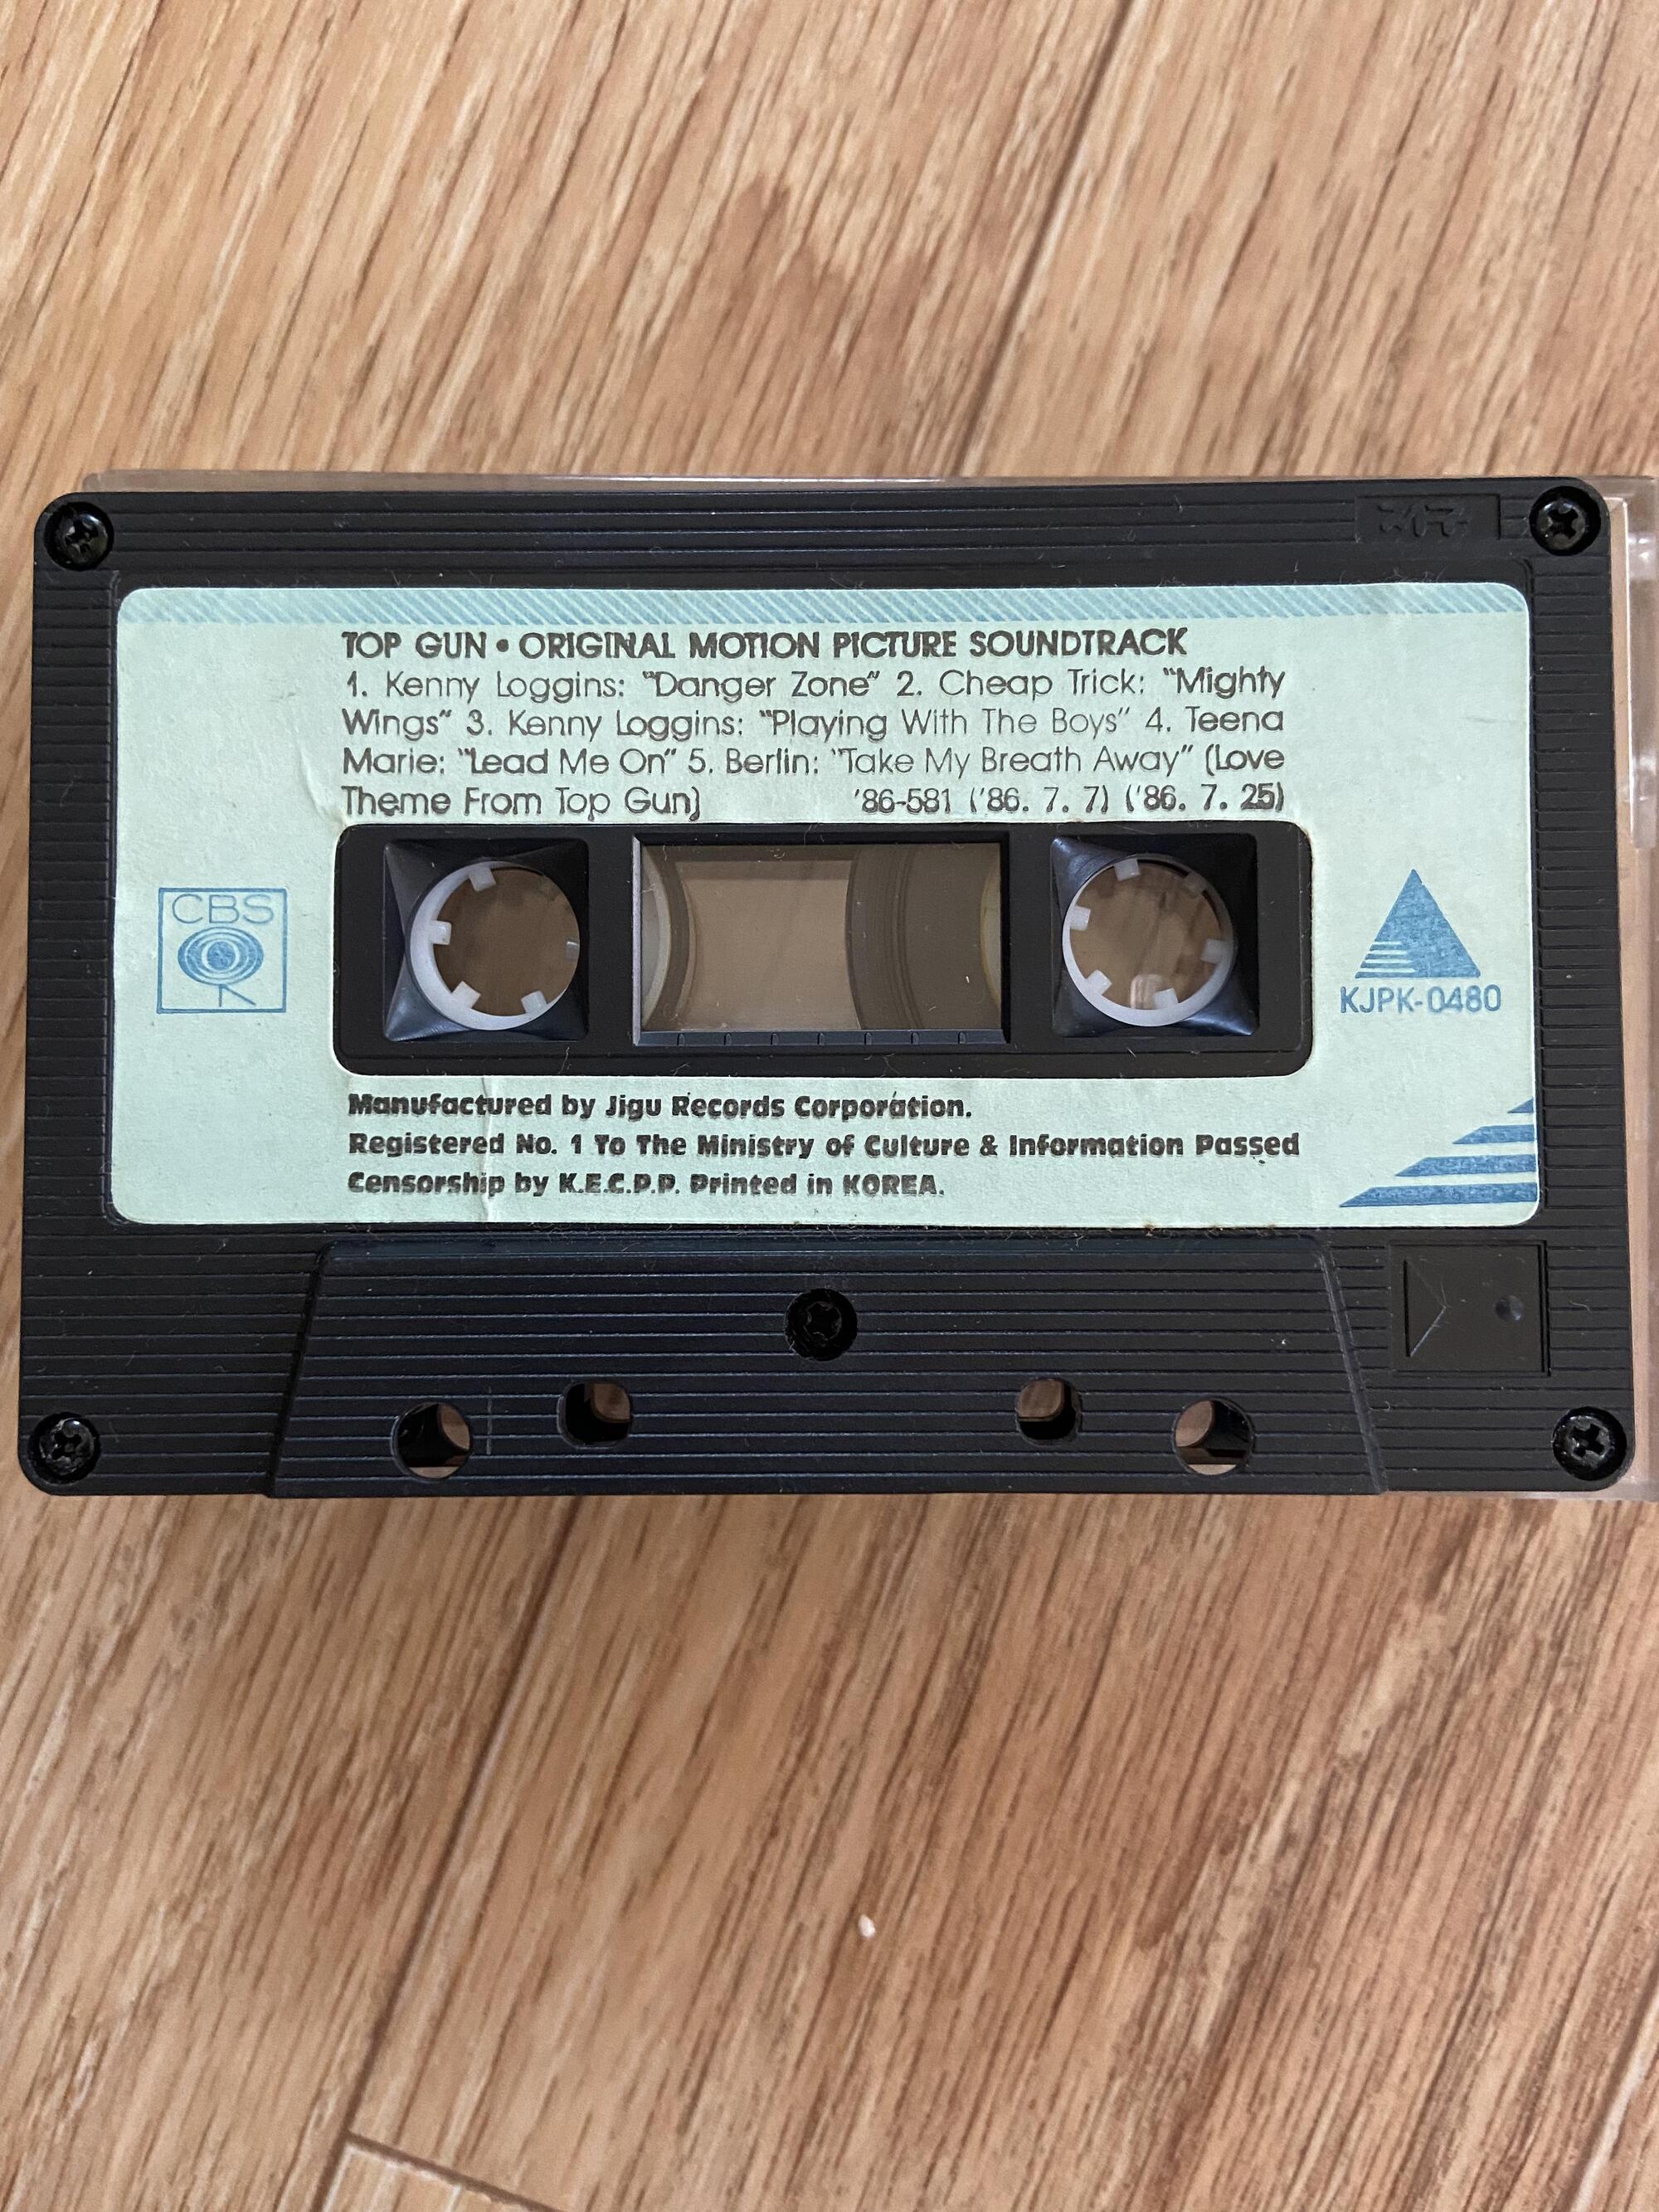 TOP GUN • ORIGINAL MOTION PICTURE SOUNDTRACK
1. Kenny Loggins: "Danger Zone" 2. Cheap Trick: "Mighty
Wings" 3. Kenny Loggins: "Playing With The Boys" 4. Teena
Marie: "Lead Me On" 5. Berlin: "Take My Breath Away" (Love
Theme From Top Gun) '86-581 ('86. 7. 7) ('86. 7. 25)
CBS
KJPK-0480
Manufactured by Jigu Records Corporation.
Registered No. 1 To The Ministry of Culture & Information Passed
Censorship by K.E.C.P.P. Printed in KOREA.